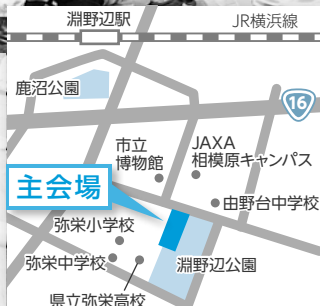 淵野辺駅
JR横浜線
鹿沼公園
16
市立
博物館
JAXA
相模原キャンパス
主会場
由野台中学校
弥栄小学校
弥栄中学校
淵野辺公園
県立弥栄高校